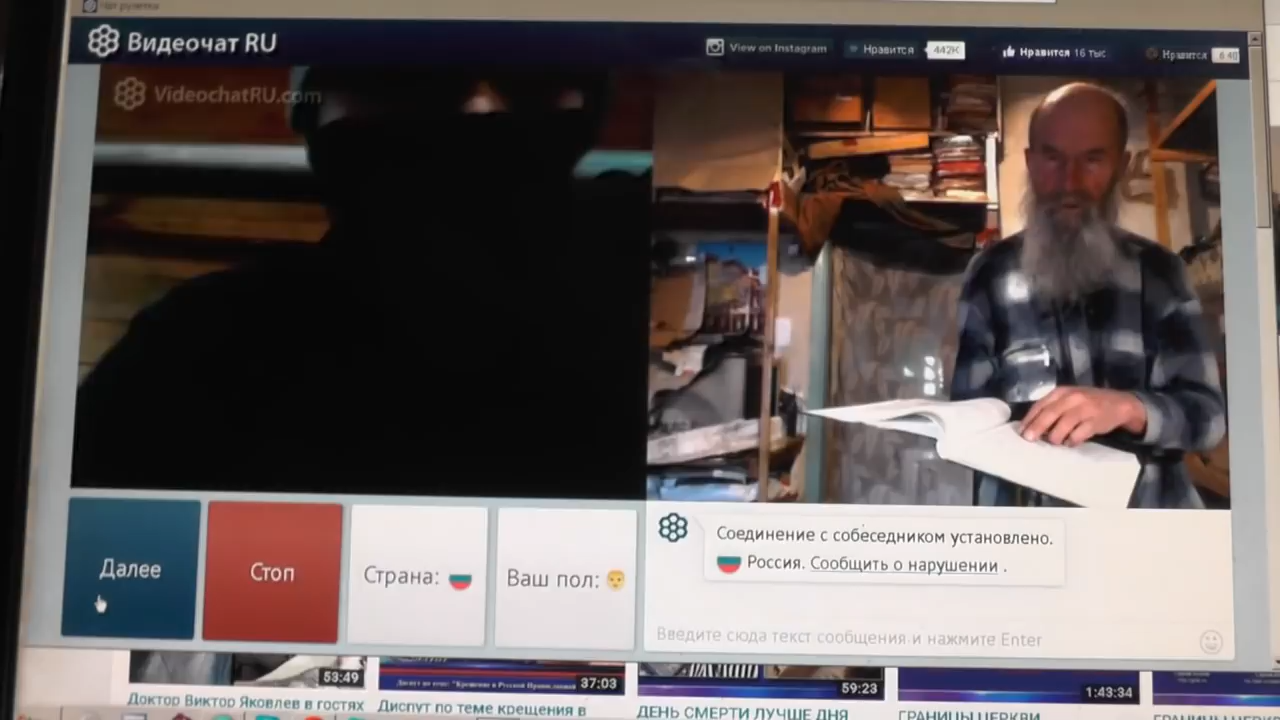 Чат рулетка
Видеочат RU
View on Instagram
Нравится 442K
Нравится 16 тыс.
Нравится
VideochatRU.com
Далее
Стоп
Страна:
Ваш пол:
Соединение с собеседником установлено.
Россия. Сообщить о нарушении .
Введите сюда текст сообщения и нажмите Enter
53:49
37:03
59:23
1:43:34
Доктор Виктор Яковлев в гостях
Диспут по теме крещения в
ДЕНЬ СМЕРТИ ЛУЧШЕ ДНЯ
ГРАНИЦЫ ЦЕРКВИ